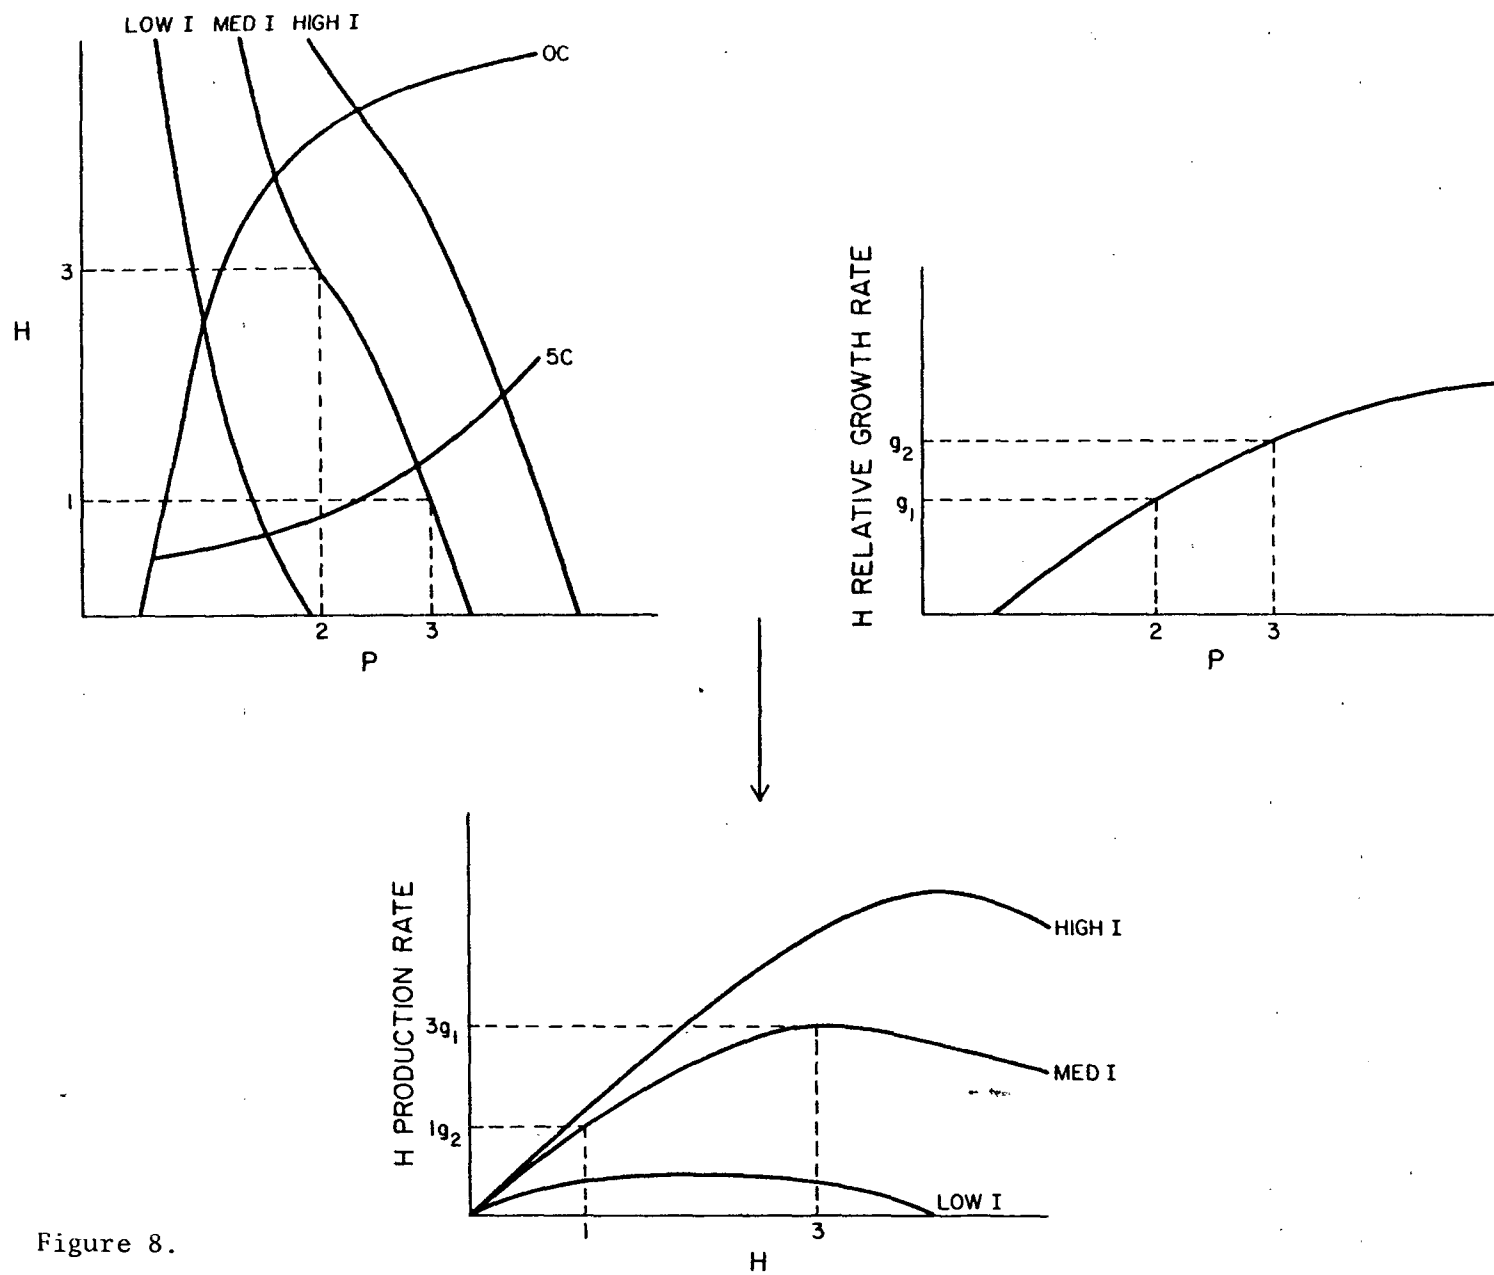 LOW I MED I HIGH I
OC
3
H
5C
1
2 3
P
H RELATIVE GROWTH RATE
g2
g1
2 3
P
H PRODUCTION RATE
HIGH I
3g1
MED I
1g2
LOW I
1 3
H
Figure 8.